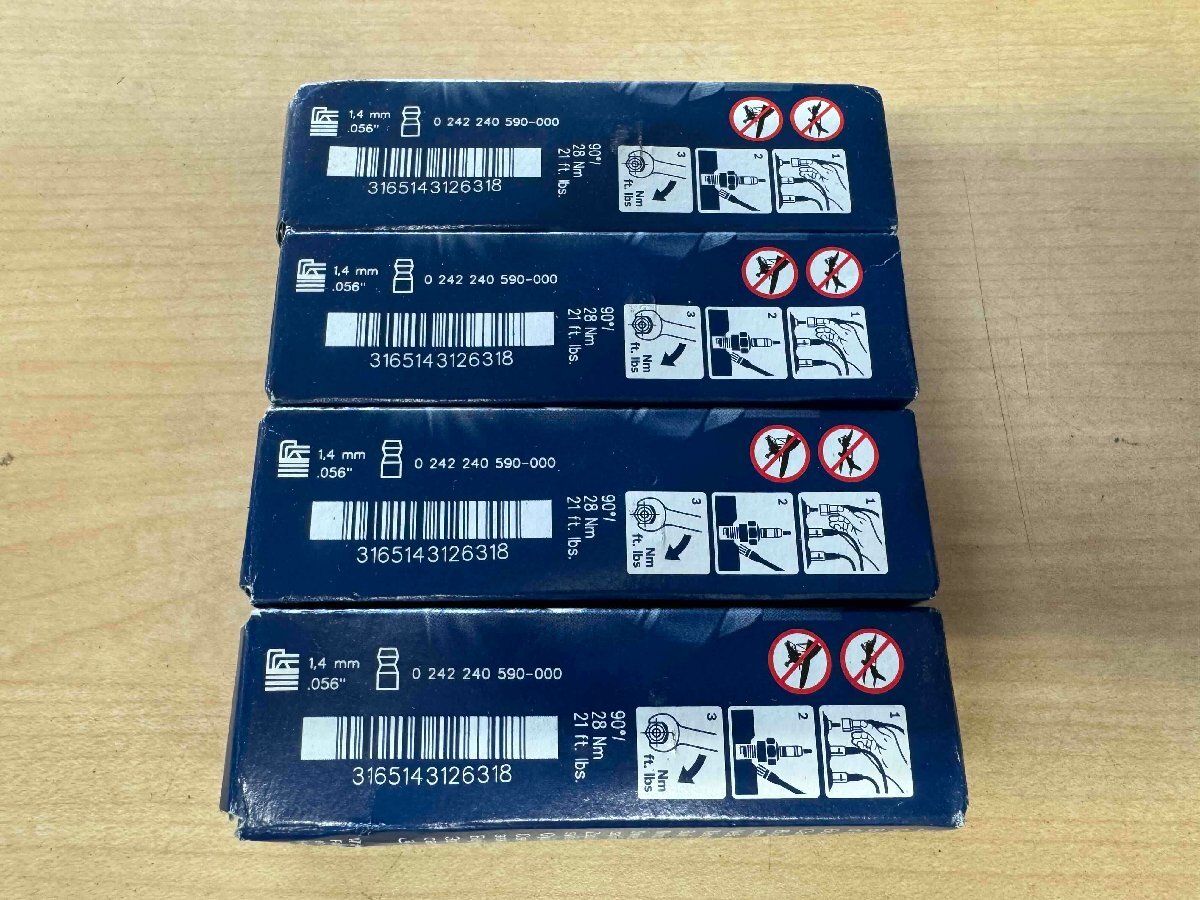 1,4 mm
.056"
0 242 240 590-000
3165143126318
90°/
28 Nm
21 ft. lbs.
3
Nm
ft. lbs
2
1
1,4 mm
.056"
0 242 240 590-000
3165143126318
90°/
28 Nm
21 ft. lbs.
3
Nm
ft. lbs
2
1
1,4 mm
.056"
0 242 240 590-000
3165143126318
90°/
28 Nm
21 ft. lbs.
3
Nm
ft. lbs
2
1
1,4 mm
.056"
0 242 240 590-000
3165143126318
90°/
28 Nm
21 ft. lbs.
3
Nm
ft. lbs
2
1